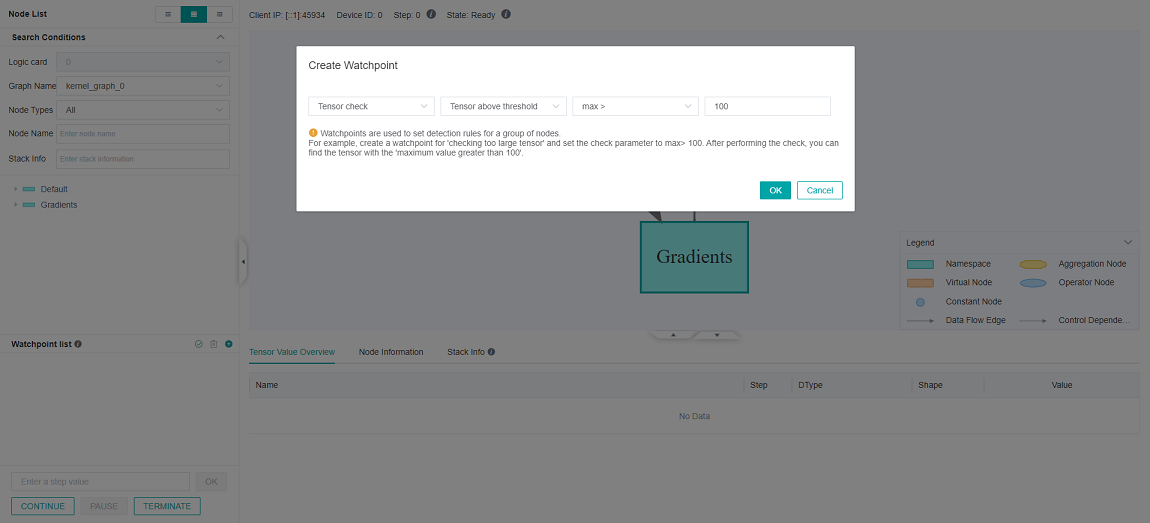 Node List
Client IP: [::1]:45934 Device ID: 0 Step: 0 State: Ready
Search Conditions
Logic card 0
Graph Name kernel_graph_0
Node Types All
Node Name Enter node name
Stack Info Enter stack information
Default
Gradients
Create Watchpoint
Tensor check Tensor above threshold max > 100
Watchpoints are used to set detection rules for a group of nodes.
For example, create a watchpoint for 'checking too large tensor' and set the check parameter to max> 100. After performing the check, you can
find the tensor with the 'maximum value greater than 100'.
OK Cancel
Gradients
Legend
Namespace Aggregation Node
Virtual Node Operator Node
Constant Node
Data Flow Edge Control Depende...
Watchpoint list
Tensor Value Overview Node Information Stack Info
Name Step DType Shape Value
No Data
Enter a step value OK
CONTINUE PAUSE TERMINATE